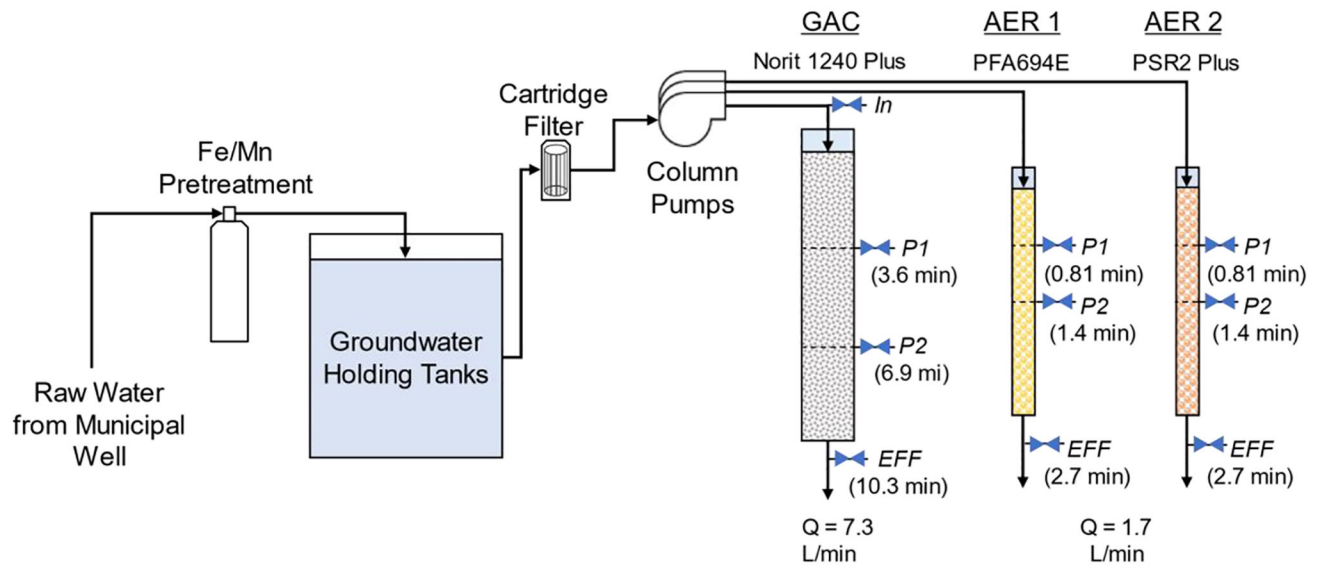 GAC
Norit 1240 Plus
AER 1
PFA694E
AER 2
PSR2 Plus
In
Cartridge
Filter
Column
Pumps
Fe/Mn
Pretreatment
Groundwater
Holding Tanks
Raw Water
from Municipal
Well
P1
(3.6 min)
P2
(6.9 mi)
EFF
(10.3 min)
Q = 7.3
L/min
P1
(0.81 min)
P2
(1.4 min)
EFF
(2.7 min)
P1
(0.81 min)
P2
(1.4 min)
EFF
(2.7 min)
Q = 1.7
L/min